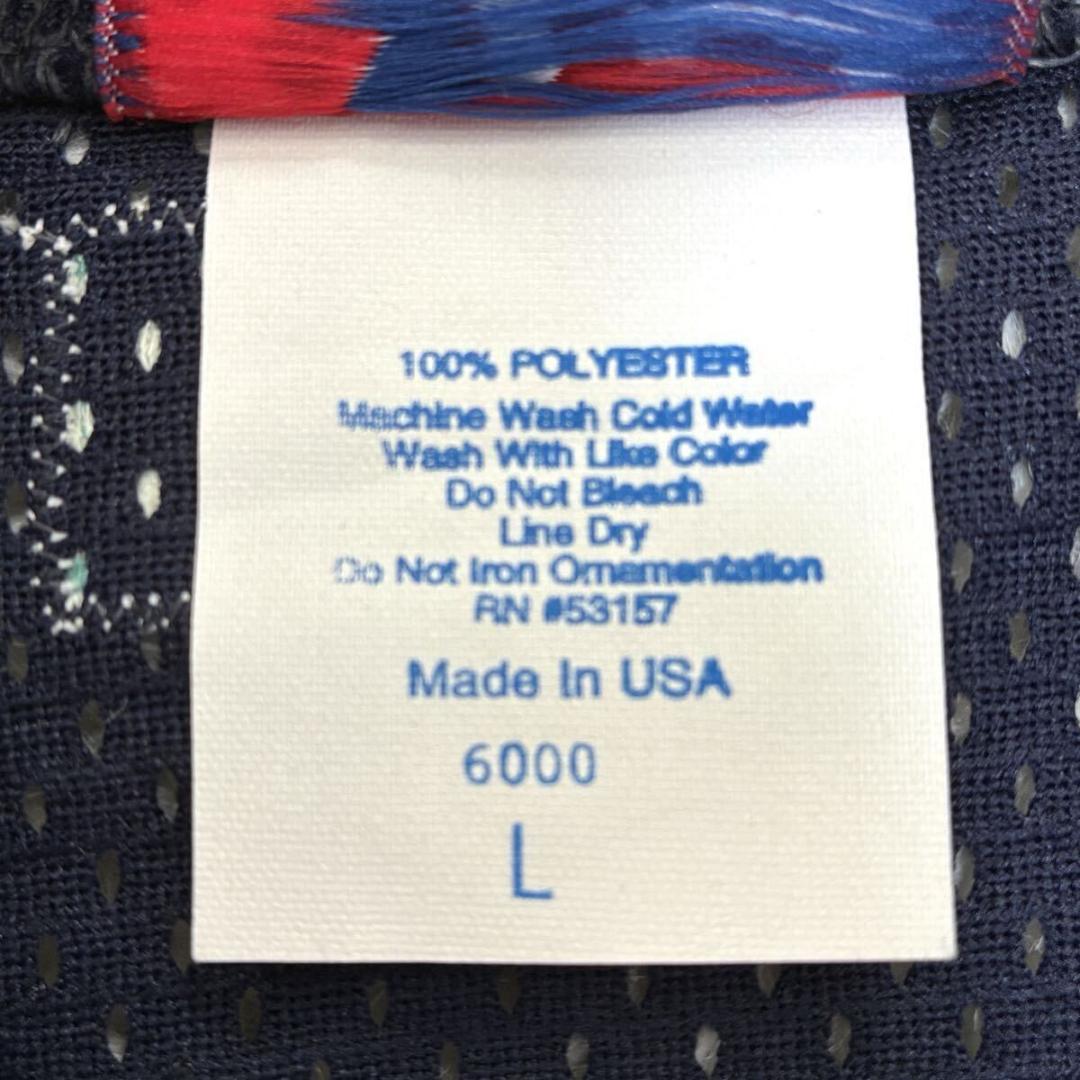 100% POLYESTER
Machine Wash Cold Water
Wash With Like Color
Do Not Bleach
Line Dry
Do Not Iron Ornamentation
RN #53157
Made In USA
6000
L